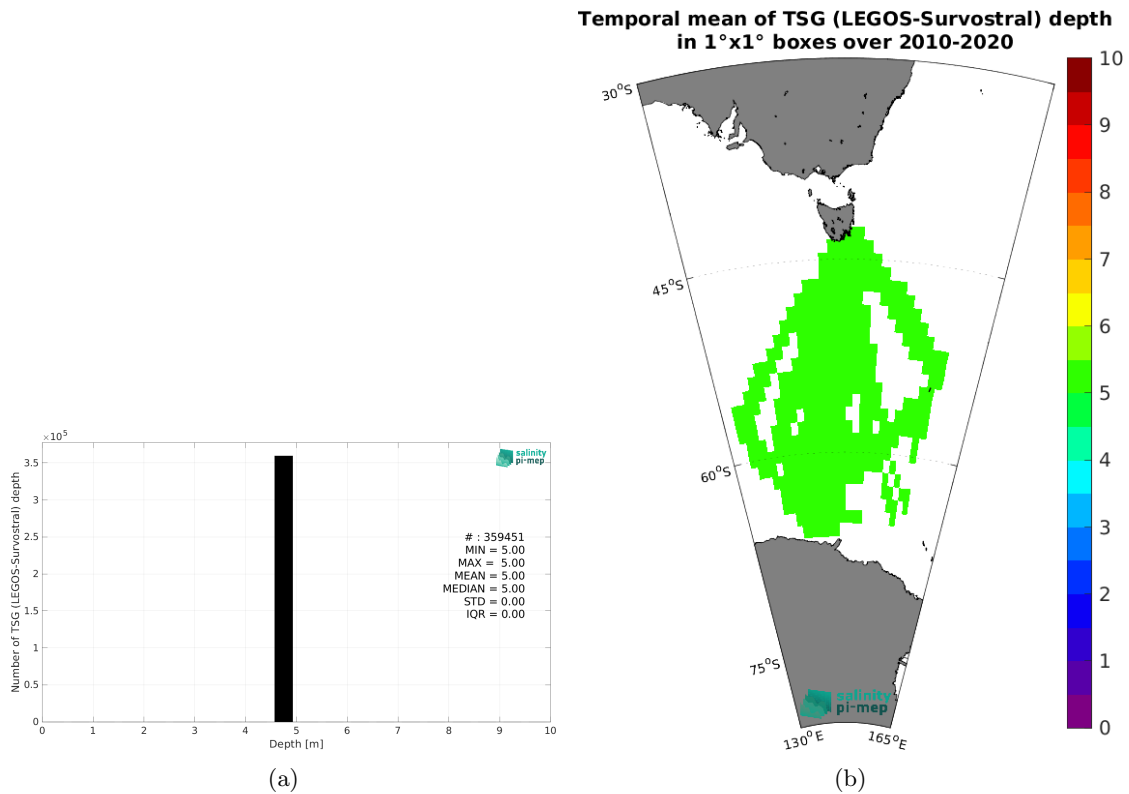 ×10⁵
3.5
3
2.5
2
1.5
1
0.5
0
Number of TSG (LEGOS-Survostral) depth
salinity
pi-mep
# : 359451
MIN = 5.00
MAX = 5.00
MEAN = 5.00
MEDIAN = 5.00
STD = 0.00
IQR = 0.00
0 1 2 3 4 5 6 7 8 9 10
Depth [m]
(a)
Temporal mean of TSG (LEGOS-Survostral) depth
in 1°x1° boxes over 2010-2020
30°S
45°S
60°S
75°S
130°E
165°E
salinity
pi-mep
10
9
8
7
6
5
4
3
2
1
0
(b)